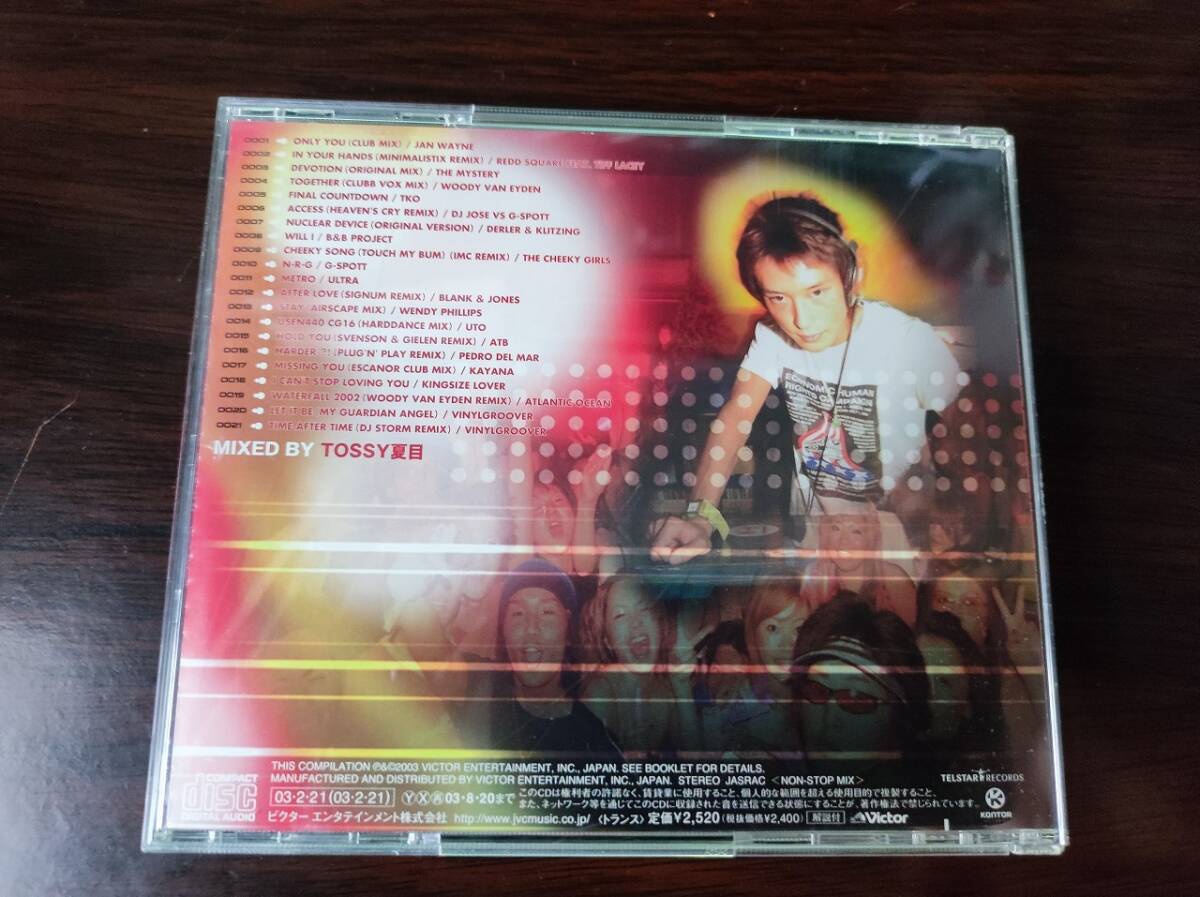 0001 ONLY YOU (CLUB MIX) / JAN WAYNE
0002 IN YOUR HANDS (MINIMALISTIX REMIX) / REDD SQUARE FEAT. TIFF LACEY
0003 DEVOTION (ORIGINAL MIX) / THE MYSTERY
0004 TOGETHER (CLUBB VOX MIX) / WOODY VAN EYDEN
0005 FINAL COUNTDOWN / TKO
0006 ACCESS (HEAVEN'S CRY REMIX) / DJ JOSE VS G-SPOTT
0007 NUCLEAR DEVICE (ORIGINAL VERSION) / DERLER & KLITZING
0008 WILL I / B&B PROJECT
0009 CHEEKY SONG (TOUCH MY BUM) (IMC REMIX) / THE CHEEKY GIRLS
0010 N-R-G / G-SPOTT
0011 METRO / ULTRA
0012 AFTER LOVE (SIGNUM REMIX) / BLANK & JONES
0013 STAY (AIRSCAPE MIX) / WENDY PHILLIPS
0014 USEN440 CG16 (HARDDANCE MIX) / UTO
0015 HOLD YOU (SVENSON & GIELEN REMIX) / ATB
0016 HARDER ?! (PLUG'N' PLAY REMIX) / PEDRO DEL MAR
0017 MISSING YOU (ESCANOR CLUB MIX) / KAYANA
0018 I CAN'T STOP LOVING YOU / KINGSIZE LOVER
0019 WATERFALL 2002 (WOODY VAN EYDEN REMIX) / ATLANTIC OCEAN
0020 LET IT BE (MY GUARDIAN ANGEL) / VINYLGROOVER
0021 TIME AFTER TIME (DJ STORM REMIX) / VINYLGROOVER
MIXED BY TOSSY夏目
ECONOMIC HUMAN
RIGHTS
THIS COMPILATION ℗&©2003 VICTOR ENTERTAINMENT, INC., JAPAN. SEE BOOKLET FOR DETAILS.
MANUFACTURED AND DISTRIBUTED BY VICTOR ENTERTAINMENT, INC., JAPAN. STEREO JASRAC <NON-STOP MIX>
COMPACT disc DIGITAL AUDIO
03・2・21 (03・2・21) Y X 03・8・20まで
このCDは権利者の許諾なく、賃貸業に使用すること、個人的な範囲を超える使用目的で複製すること、
また、ネットワーク等を通じてこのCDに収録された音を送信できる状態にすることが、著作権法で禁じられています。
ビクター エンタテインメント株式会社 http://www.jvcmusic.co.jp/ 〈トランス〉 定価¥2,520 (税抜価格¥2,400) 解説付 Victor
TELSTAR RECORDS
K
KONTOR